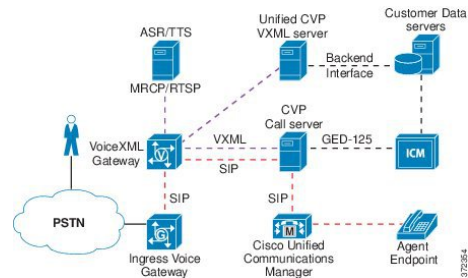 ASR/TTS
MRCP/RTSP
Unified CVP
VXML server
Customer Data
servers
Backend
Interface
CVP
Call server
VoiceXML
Gateway
V
VXML
SIP
GED-125
ICM
SIP
SIP
PSTN
G
Ingress Voice
Gateway
M
Cisco Unified
Communications
Manager
Agent
Endpoint
372354